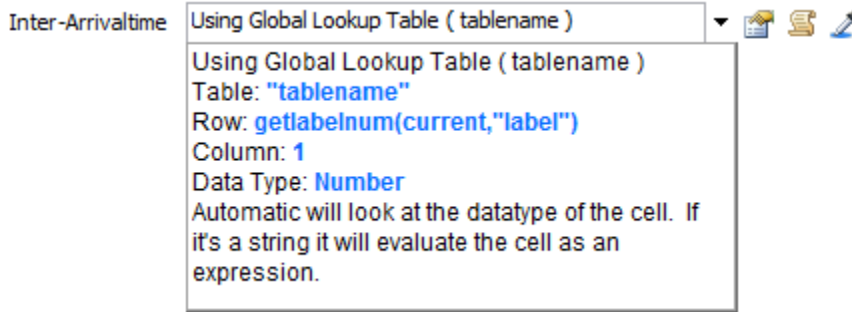 Inter-Arrivaltime Using Global Lookup Table ( tablename )
Using Global Lookup Table ( tablename )
Table: "tablename"
Row: getlabelnum(current,"label")
Column: 1
Data Type: Number
Automatic will look at the datatype of the cell.  If
it's a string it will evaluate the cell as an
expression.